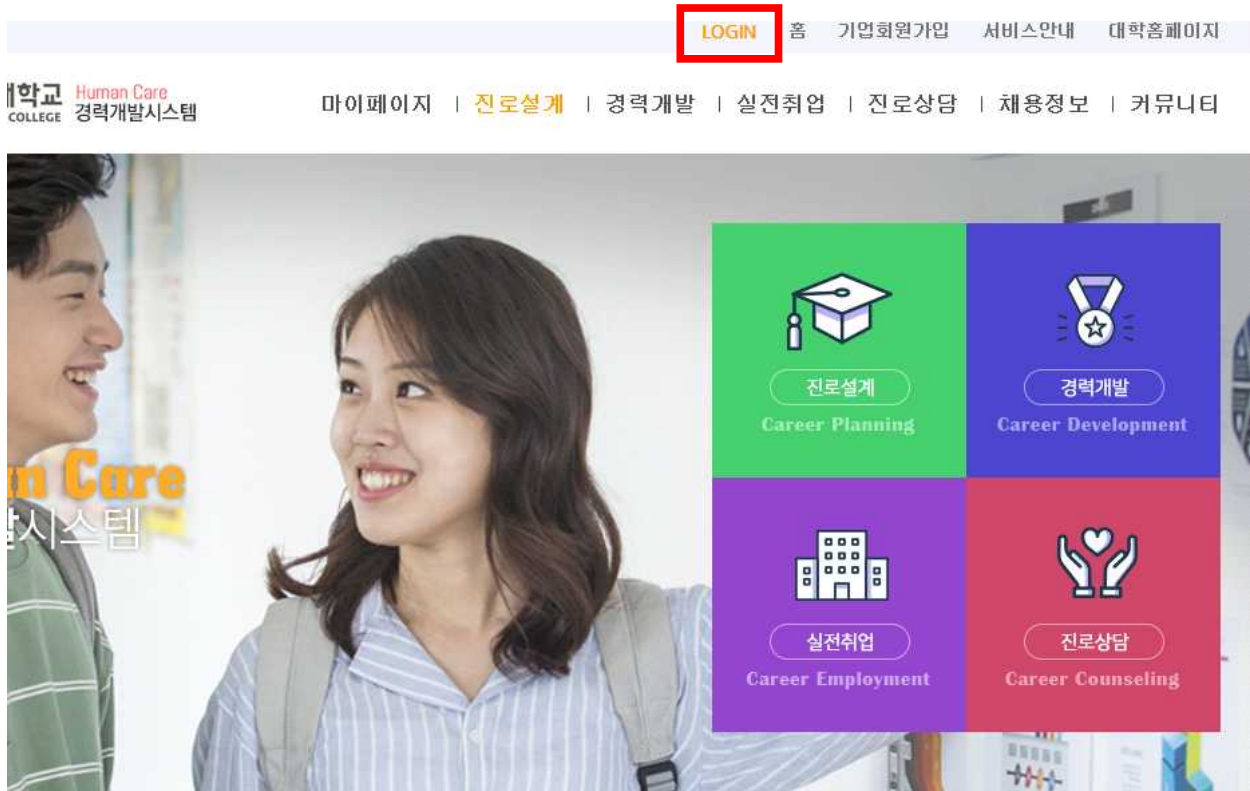 LOGIN 홈 기업회원가입 서비스안내 대학홈페이지
학교 Human Care
COLLEGE 경력개발시스템
마이페이지 | 진로설계 | 경력개발 | 실전취업 | 진로상담 | 채용정보 | 커뮤니티
진로설계
Career Planning
경력개발
Career Development
Care
시스템
실전취업
Career Employment
진로상담
Career Counseling